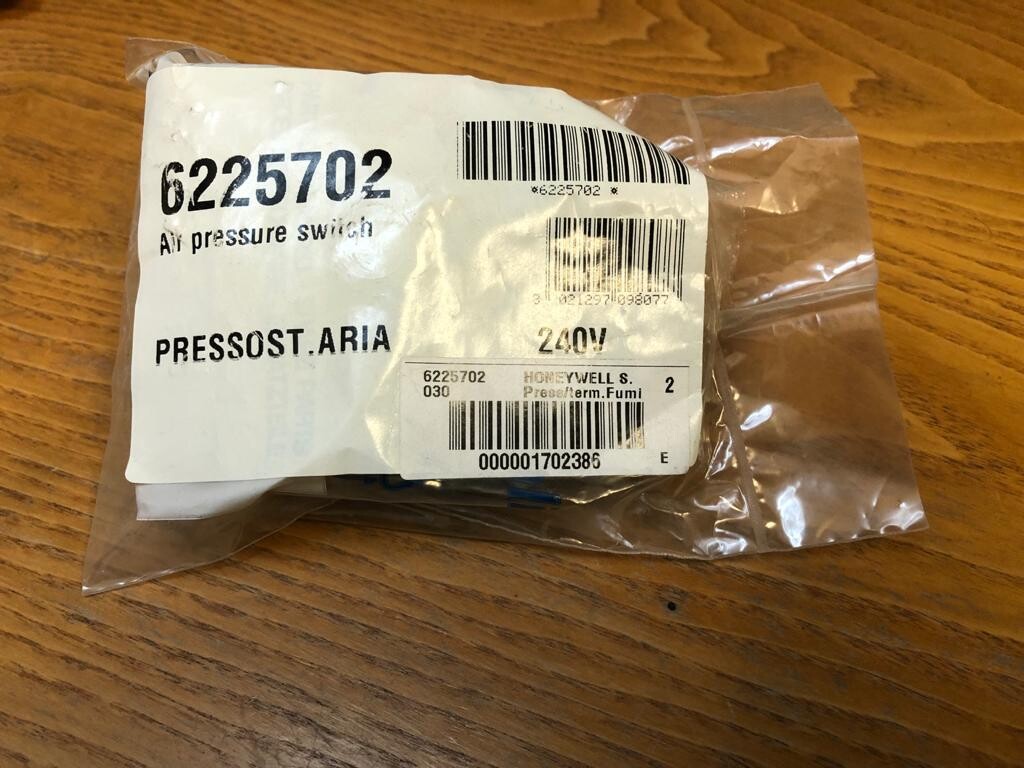 6225702
Air pressure switch
*6225702 *
3 021297 098077
PRESSOST.ARIA
240V
6225702 HONEYWELL S. 2
030 Press/term.Fumi
000001702386 E